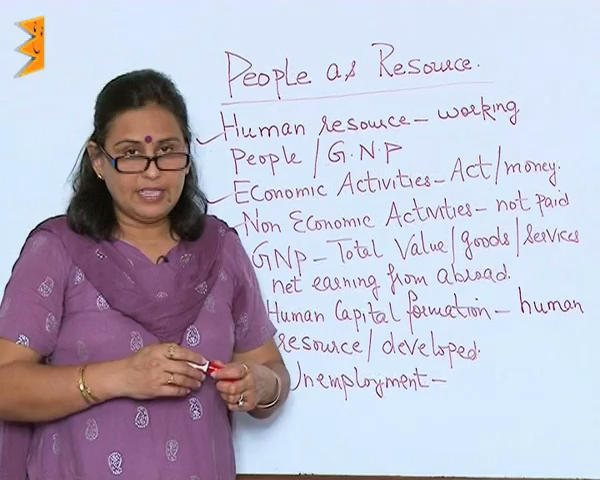 People as Resource.
Human resource - working
People / G.N.P
Economic Activities - Act/money.
Non Economic Activities - not paid
GNP - Total Value/goods/services
net earning from abroad.
Human Capital formation - human
resource/developed.
Unemployment -